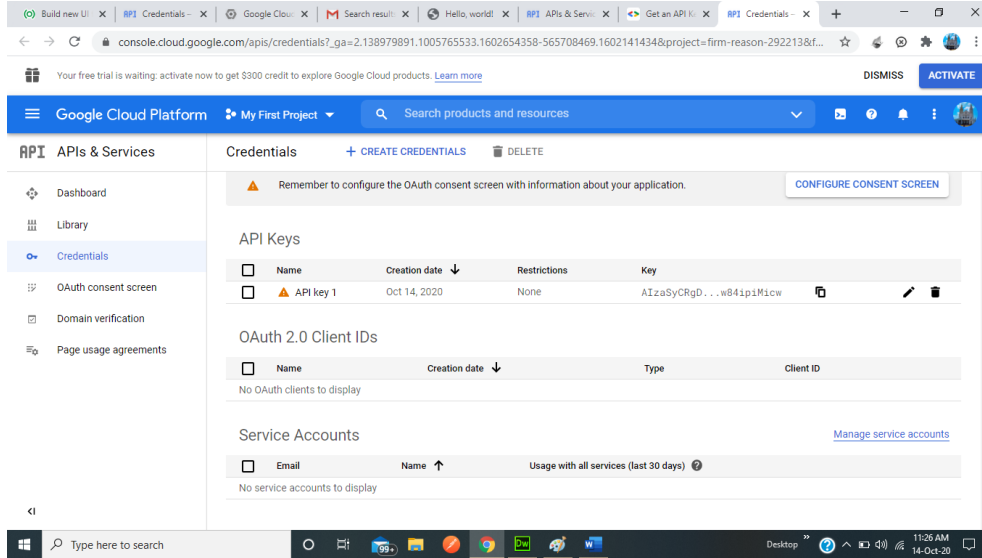 Build new UI
API Credentials –
Google Clou
Search result
Hello, world!
API APIs & Servic
Get an API K
API Credentials –
console.cloud.google.com/apis/credentials?_ga=2.138979891.1005765533.1602654358-565708469.1602141434&project=firm-reason-292213&f...
Your free trial is waiting: activate now to get $300 credit to explore Google Cloud products. Learn more
DISMISS
ACTIVATE
Google Cloud Platform
My First Project
Search products and resources
API APIs & Services
Credentials
+ CREATE CREDENTIALS
DELETE
Dashboard
Library
Credentials
OAuth consent screen
Domain verification
Page usage agreements
Remember to configure the OAuth consent screen with information about your application.
CONFIGURE CONSENT SCREEN
API Keys
Name Creation date Restrictions Key
API key 1 Oct 14, 2020 None AIzaSyCRgD...w84ipiMicw
OAuth 2.0 Client IDs
Name Creation date Type Client ID
No OAuth clients to display
Service Accounts
Manage service accounts
Email Name Usage with all services (last 30 days)
No service accounts to display
Type here to search
99+
Dw
W
Desktop
11:26 AM
14-Oct-20